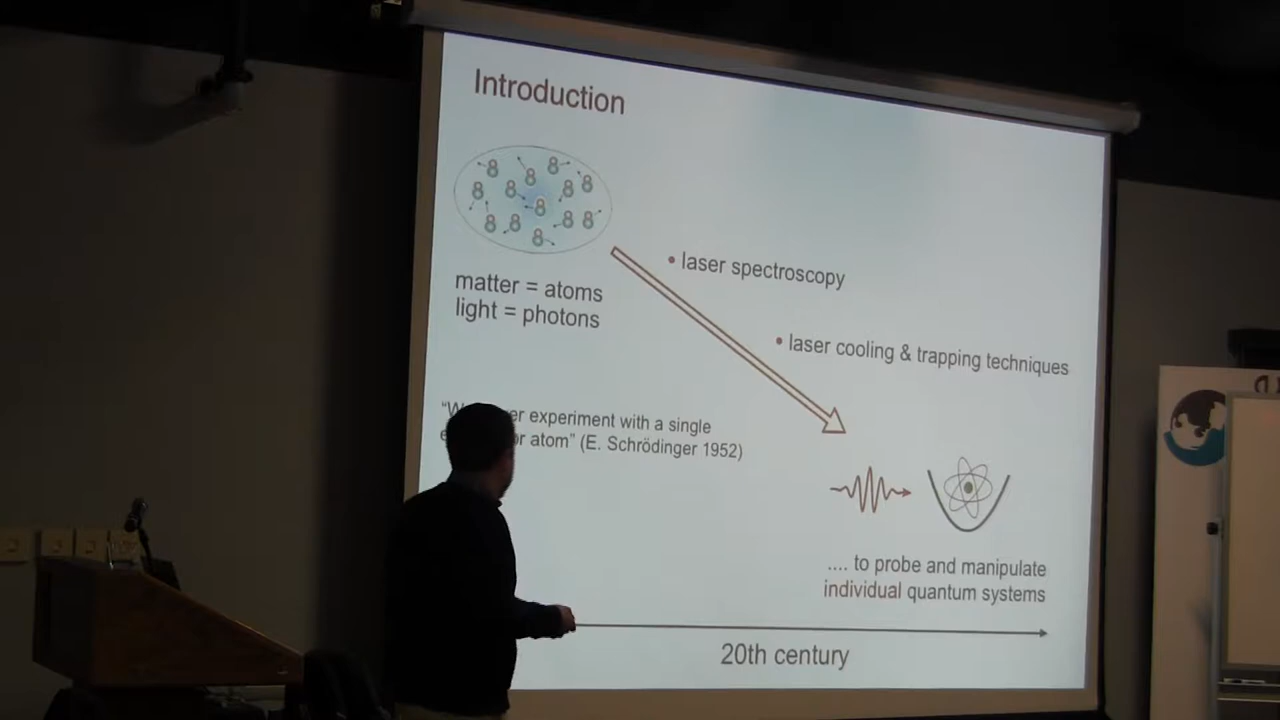 Introduction
matter = atoms
light = photons
• laser spectroscopy
• laser cooling & trapping techniques
experiment with a single
atom” (E. Schrödinger 1952)
.... to probe and manipulate
individual quantum systems
20th century